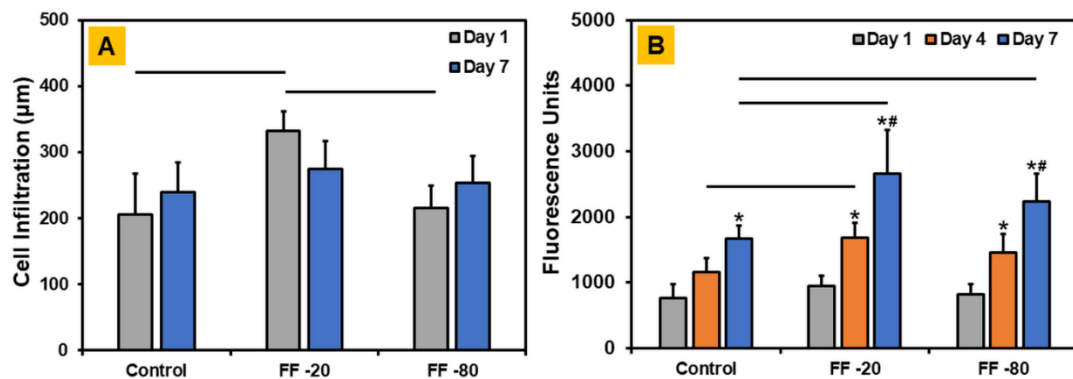 A
Day 1
Day 7
Cell Infiltration (µm)
500
400
300
200
100
0
Control FF -20 FF -80
B
Day 1 Day 4 Day 7
Fluorescence Units
5000
4000
3000
2000
1000
0
* * *# * *#
Control FF -20 FF -80